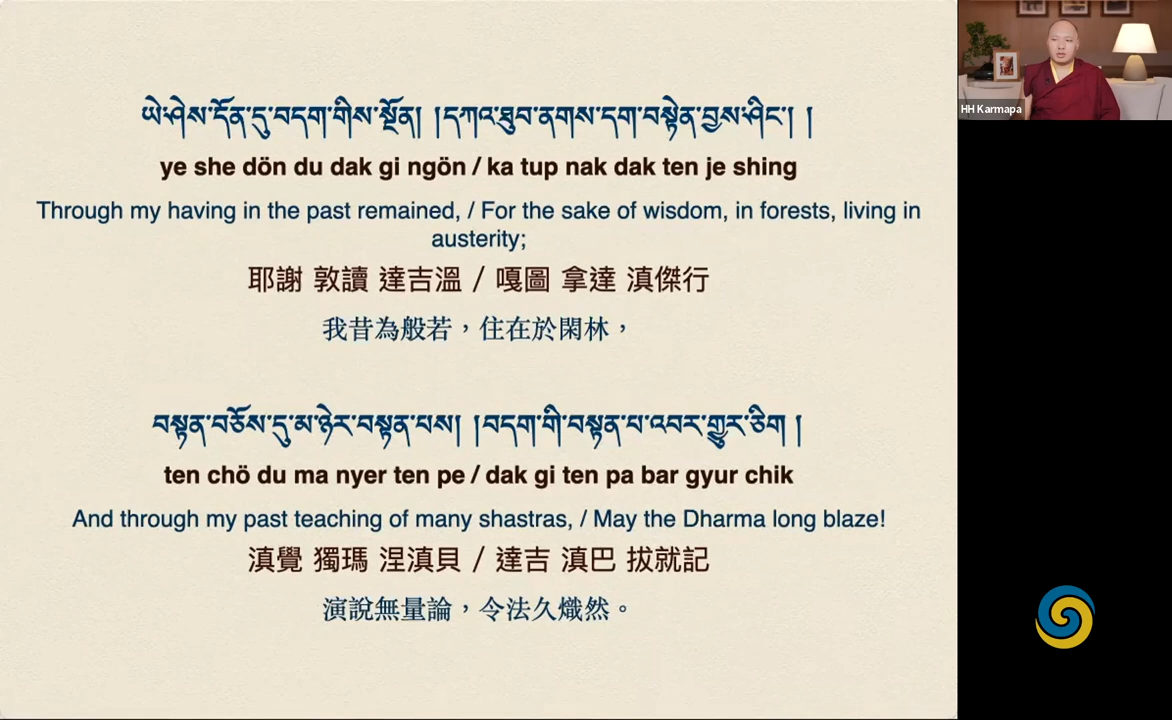 ཡེ་ཤེས་དོན་དུ་བདག་གིས་སྔོན། །དཀའ་ཐུབ་ནགས་དག་བསྟེན་བྱས་ཤིང་། །
ye she dön du dak gi ngön / ka tup nak dak ten je shing
Through my having in the past remained, / For the sake of wisdom, in forests, living in
austerity;
耶謝 敦讀 達吉溫 / 嘎圖 拿達 滇傑行
我昔為般若，住在於閑林，
བསྟན་བཅོས་དུ་མ་ཉེར་བསྟན་པས། །བདག་གི་བསྟན་པ་འབར་གྱུར་ཅིག །
ten chö du ma nyer ten pe / dak gi ten pa bar gyur chik
And through my past teaching of many shastras, / May the Dharma long blaze!
滇覺 獨瑪 涅滇貝 / 達吉 滇巴 拔就記
演說無量論，令法久熾然。
HH Karmapa